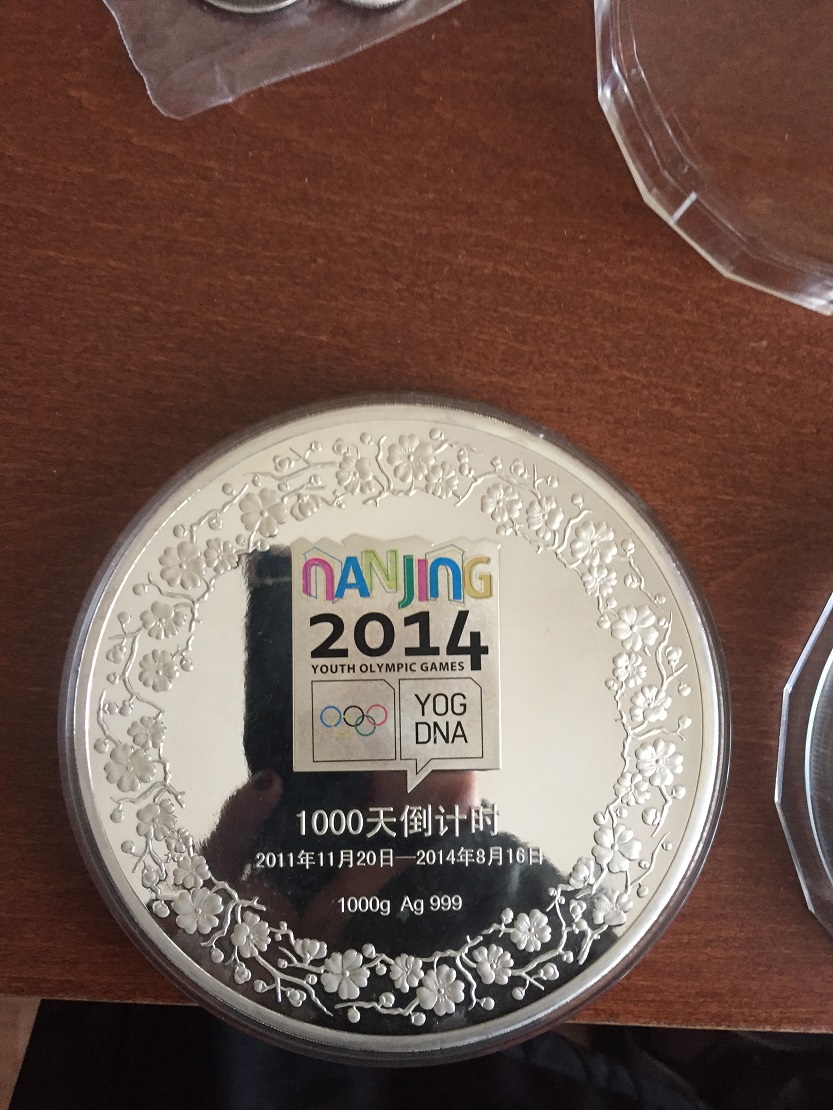 NANJING
2014
YOUTH OLYMPIC GAMES
YOG
DNA
1000天倒计时
2011年11月20日—2014年8月16日
1000g Ag 999